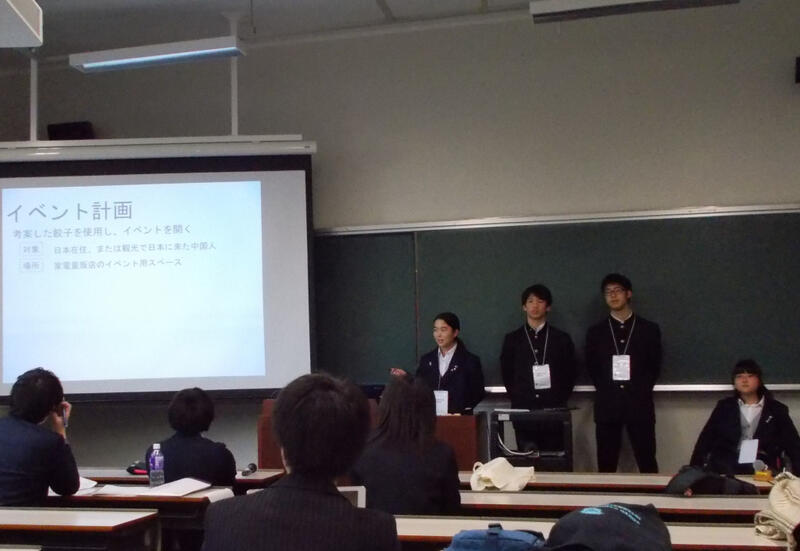 イベント計画
考案した餃子を使用し、イベントを開く
対象 日本在住、または観光で日本に来た中国人
場所 家電量販店のイベント用スペース